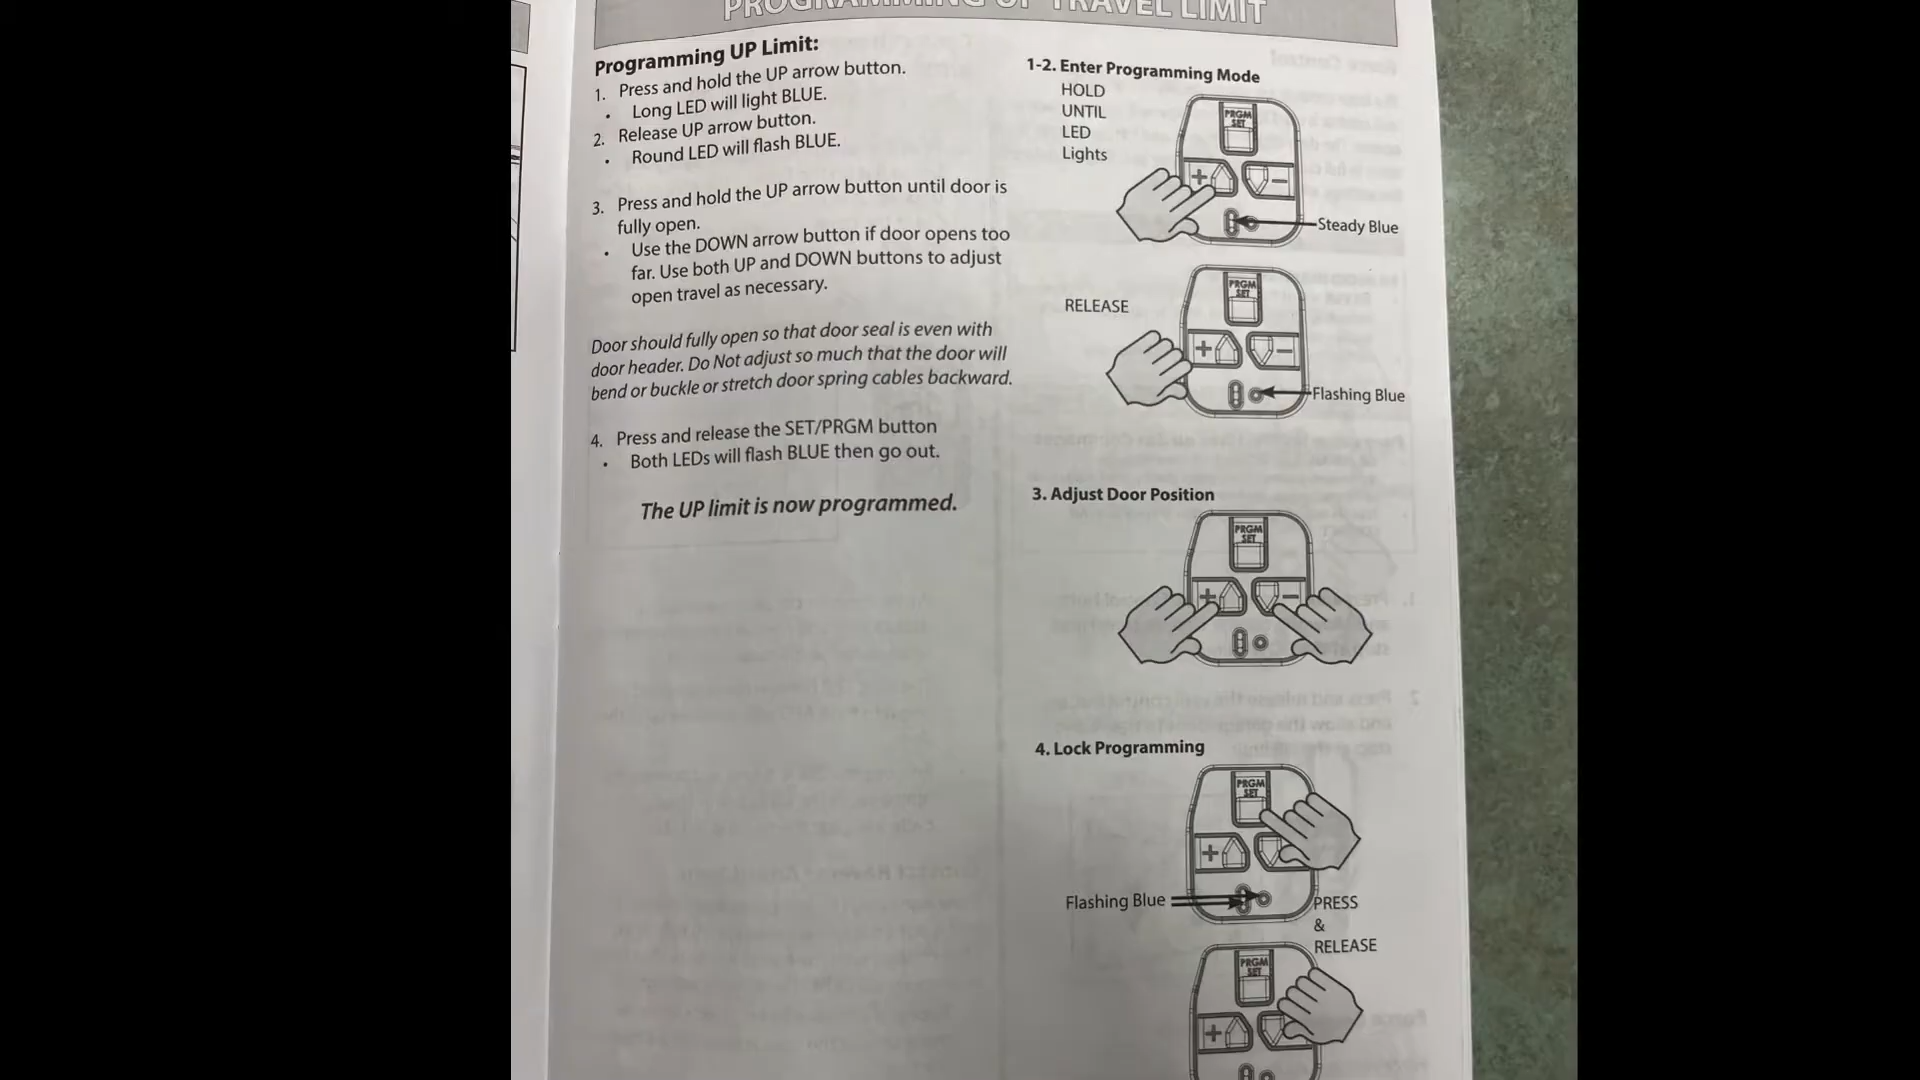 PROGRAMMING UP TRAVEL LIMIT
Programming UP Limit:
1. Press and hold the UP arrow button.
• Long LED will light BLUE.
2. Release UP arrow button.
• Round LED will flash BLUE.
3. Press and hold the UP arrow button until door is
fully open.
• Use the DOWN arrow button if door opens too
far. Use both UP and DOWN buttons to adjust
open travel as necessary.
Door should fully open so that door seal is even with
door header. Do Not adjust so much that the door will
bend or buckle or stretch door spring cables backward.
4. Press and release the SET/PRGM button
• Both LEDs will flash BLUE then go out.
The UP limit is now programmed.
1-2. Enter Programming Mode
HOLD
UNTIL
LED
Lights
PRGM
SET
+ −
Steady Blue
RELEASE
PRGM
SET
+ −
Flashing Blue
3. Adjust Door Position
PRGM
SET
+ −
4. Lock Programming
PRGM
SET
+
Flashing Blue
PRESS
&
RELEASE
PRGM
SET
+